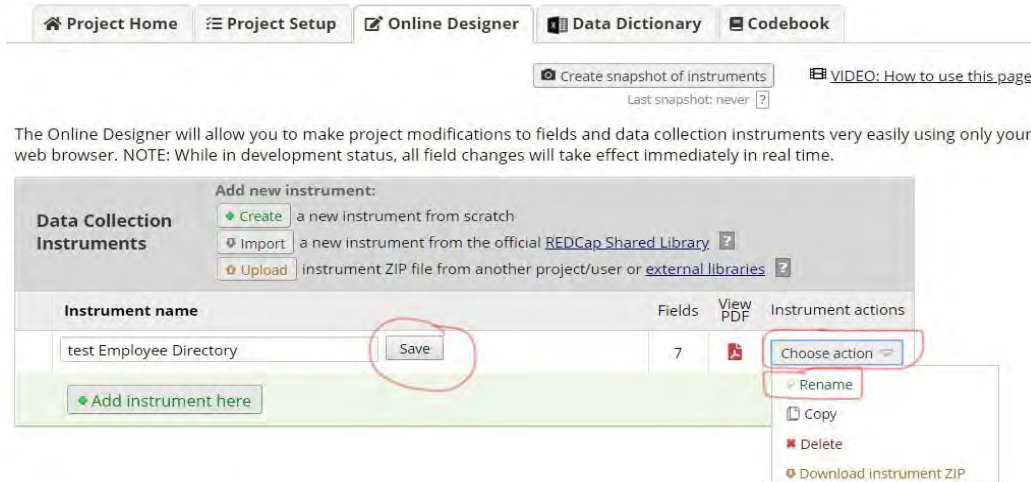 Project Home Project Setup Online Designer Data Dictionary Codebook
Create snapshot of instruments VIDEO: How to use this page
Last snapshot: never ?
The Online Designer will allow you to make project modifications to fields and data collection instruments very easily using only your
web browser. NOTE: While in development status, all field changes will take effect immediately in real time.
Data Collection Instruments
Add new instrument:
Create a new instrument from scratch
Import a new instrument from the official REDCap Shared Library ?
Upload instrument ZIP file from another project/user or external libraries ?
Instrument name Fields View PDF Instrument actions
test Employee Directory Save 7 Choose action
Add instrument here
Rename
Copy
Delete
Download instrument ZIP